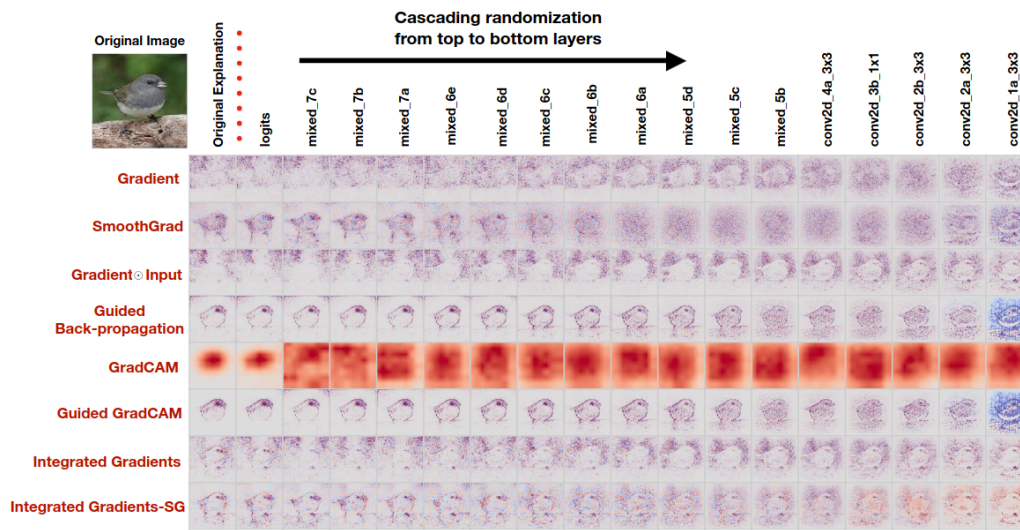 Cascading randomization
from top to bottom layers
Original Image
Original Explanation
logits
mixed_7c
mixed_7b
mixed_7a
mixed_6e
mixed_6d
mixed_6c
mixed_6b
mixed_6a
mixed_5d
mixed_5c
mixed_5b
conv2d_4a_3x3
conv2d_3b_1x1
conv2d_2b_3x3
conv2d_2a_3x3
conv2d_1a_3x3
Gradient
SmoothGrad
Gradient⊙Input
Guided
Back-propagation
GradCAM
Guided GradCAM
Integrated Gradients
Integrated Gradients-SG